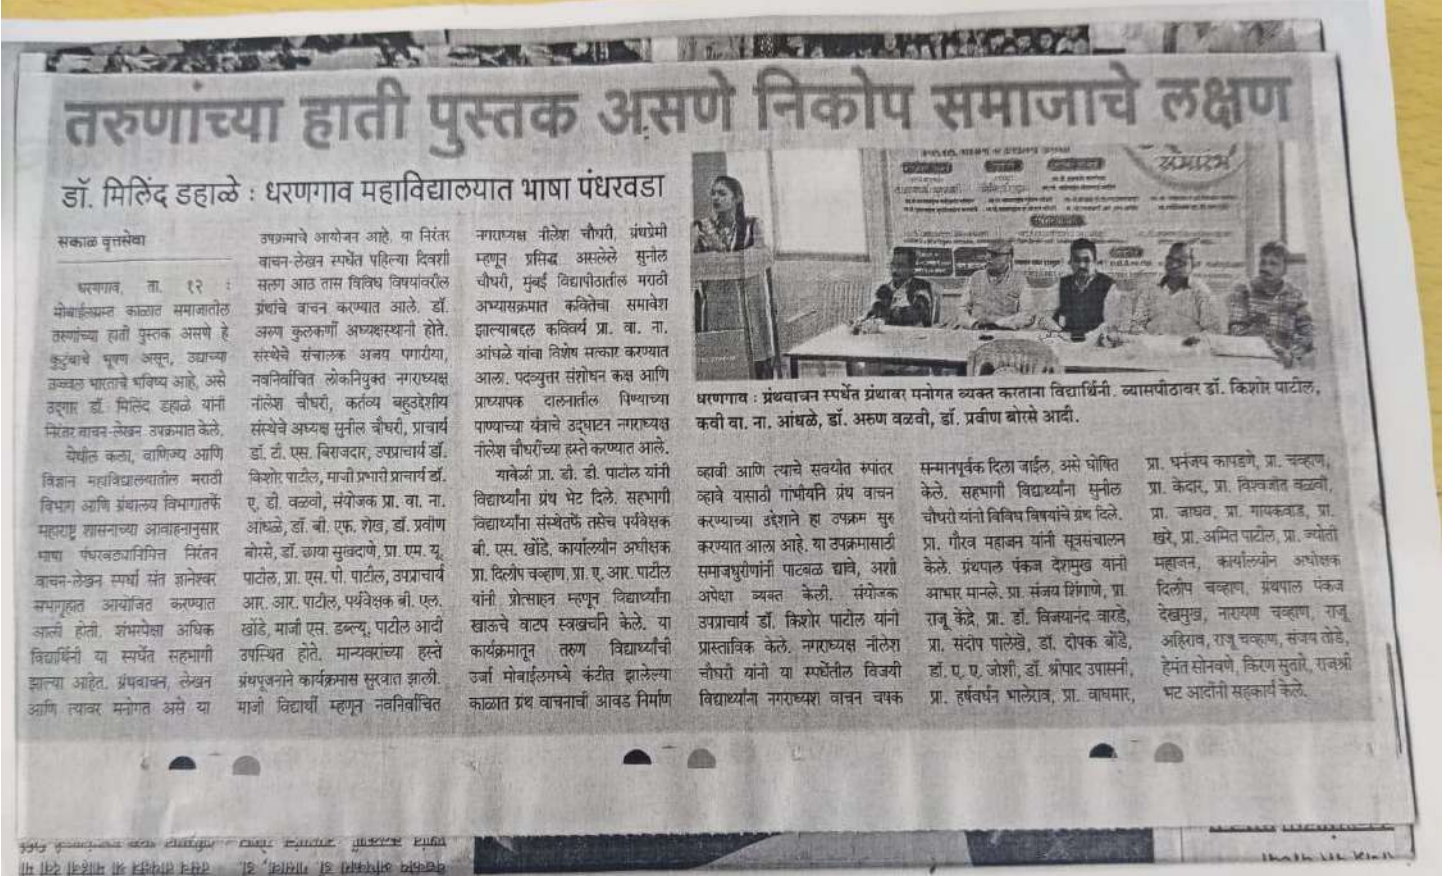 तरुणांच्या हाती पुस्तक असणे निकोप समाजाचे लक्षण
डॉ. मिलिंद डहाळे : धरणगाव महाविद्यालयात भाषा पंधरवडा
सकाळ वृत्तसेवा
धरणगाव, ता. १२ :
मोबाईलग्रस्त काळात समाजातील
तरुणांच्या हाती पुस्तक असणे हे
कुटुंबाचे भूषण असून, उद्याच्या
उज्ज्वल भारताचे भविष्य आहे, असे
उद्‌गार डॉ. मिलिंद डहाळे यांनी
निरंतर वाचन-लेखन उपक्रमात केले.
येथील कला, वाणिज्य आणि
विज्ञान महाविद्यालयातील मराठी
विभाग आणि ग्रंथालय विभागातर्फे
महाराष्ट्र शासनाच्या आवाहनानुसार
भाषा पंधरवड्यानिमित्त निरंतन
वाचन-लेखन स्पर्धा संत ज्ञानेश्वर
सभागृहात आयोजित करण्यात
आली होती. शंभरपेक्षा अधिक
विद्यार्थिनी या स्पर्धेत सहभागी
झाल्या आहेत. ग्रंथवाचन, लेखन
आणि त्यावर मनोगत असे या
उपक्रमाचे आयोजन आहे. या निरंतर
वाचन-लेखन स्पर्धेत पहिल्या दिवशी
सलग आठ तास विविध विषयांवरील
ग्रंथांचे वाचन करण्यात आले. डॉ.
अरुण कुलकर्णी अध्यक्षस्थानी होते.
संस्थेचे संचालक अजय पगारीया,
नवनिर्वाचित लोकनियुक्त नगराध्यक्ष
नीलेश चौधरी, कर्तव्य बहुउद्देशीय
संस्थेचे अध्यक्ष सुनील चौधरी, प्राचार्य
डॉ. टी. एस. बिराजदार, उपप्राचार्य डॉ.
किशोर पाटील, माजी प्रभारी प्राचार्य डॉ.
ए. डी. वळवी, संयोजक प्रा. वा. ना.
आंधळे, डॉ. बी. एफ. शेख, डॉ. प्रवीण
बोरसे, डॉ. छाया सुखदाणे, प्रा. एम. यू.
पाटील, प्रा. एस. पी. पाटील, उपप्राचार्य
आर. आर. पाटील, पर्यवेक्षक बी. एल.
खोंडे, माजी एस. डब्ल्यू. पाटील आदी
उपस्थित होते. मान्यवरांच्या हस्ते
ग्रंथपूजनाने कार्यक्रमास सुरवात झाली.
माजी विद्यार्थी म्हणून नवनिर्वाचित
नगराध्यक्ष नीलेश चौधरी, ग्रंथप्रेमी
म्हणून प्रसिद्ध असलेले सुनील
चौधरी, मुंबई विद्यापीठातील मराठी
अभ्यासक्रमात कवितेचा समावेश
झाल्याबद्दल कविवर्य प्रा. वा. ना.
आंधळे यांचा विशेष सत्कार करण्यात
आला. पदव्युत्तर संशोधन कक्ष आणि
प्राध्यापक दालनातील पिण्याच्या
पाण्याच्या यंत्राचे उद्‌घाटन नगराध्यक्ष
नीलेश चौधरींच्या हस्ते करण्यात आले.
यावेळी प्रा. डी. डी. पाटील यांनी
विद्यार्थ्यांना ग्रंथ भेट दिले. सहभागी
विद्यार्थ्यांना संस्थेतर्फे तसेच पर्यवेक्षक
बी. एस. खोंडे, कार्यालयीन अधीक्षक
प्रा. दिलीप चव्हाण, प्रा. ए. आर. पाटील
यांनी प्रोत्साहन म्हणून विद्यार्थ्यांना
खाऊचे वाटप स्वखर्चाने केले. या
कार्यक्रमातून तरुण विद्यार्थ्यांची
उर्जा मोबाईलमध्ये कंटीत झालेल्या
काळात ग्रंथ वाचनाची आवड निर्माण
धरणगाव : ग्रंथवाचन स्पर्धेत ग्रंथावर मनोगत व्यक्त करताना विद्यार्थिनी. व्यासपीठावर डॉ. किशोर पाटील,
कवी वा. ना. आंधळे, डॉ. अरुण वळवी, डॉ. प्रवीण बोरसे आदी.
व्हावी आणि त्याचे सवयीत रुपांतर
व्हावे यासाठी गांभीर्याने ग्रंथ वाचन
करण्याच्या उद्देशाने हा उपक्रम सुरु
करण्यात आला आहे. या उपक्रमासाठी
समाजधुरीणांनी पाटबळ द्यावे, अशी
अपेक्षा व्यक्त केली. संयोजक
उपप्राचार्य डॉ. किशोर पाटील यांनी
प्रास्ताविक केले. नगराध्यक्ष नीलेश
चौधरी यांनी या स्पर्धेतील विजयी
विद्यार्थ्यांना नगराध्यक्ष वाचन चषक
सन्मानपूर्वक दिला जाईल, असे घोषित
केले. सहभागी विद्यार्थ्यांना सुनील
चौधरी यांनी विविध विषयांचे ग्रंथ दिले.
प्रा. गौरव महाजन यांनी सूत्रसंचालन
केले. ग्रंथपाल पंकज देशमुख यांनी
आभार मानले. प्रा. संजय शिंगाणे, प्रा.
राजू केंद्रे, प्रा. डॉ. विजयानंद वारडे,
प्रा. संदीप पालेखे, डॉ. दीपक बोंडे,
डॉ. ए. ए. जोशी, डॉ. श्रीपाद उपासनी,
प्रा. हर्षवर्धन भालेराव, प्रा. वाघमार,
प्रा. धनंजय कापडणे, प्रा. चव्हाण,
प्रा. केदार, प्रा. विश्वजीत वळवी,
प्रा. जाधव, प्रा. गायकवाड, प्रा.
खरे, प्रा. अमित पाटील, प्रा. ज्योती
महाजन, कार्यालयीन अधीक्षक
दिलीप चव्हाण, ग्रंथपाल पंकज
देखमुख, नारायण चव्हाण, राजू
अहिराव, राजू चव्हाण, संजय तोडे,
हेमंत सोनवणे, किरण सुतारे, राजश्री
भट आदींनी सहकार्य केले.
समारंभ